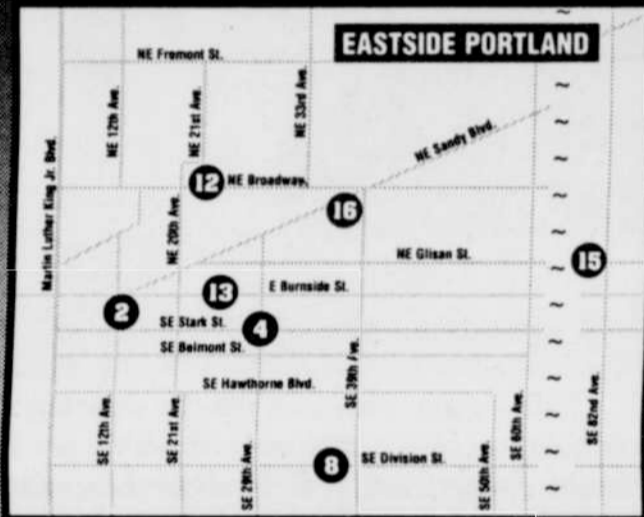 EASTSIDE PORTLAND
NE Fremont St.
Martin Luther King Jr. Blvd.
NE 12th Ave.
NE 21st Ave.
NE 33rd Ave.
NE Sandy Blvd.
12
NE Broadway.
16
NE 20th Ave.
NE Glisan St.
15
13
E Burnside St.
2
SE Stark St.
4
SE Belmont St.
SE Hawthorne Blvd.
SE 39th Ave.
SE 12th Ave.
SE 21st Ave.
SE 29th Ave.
8
SE Division St.
SE 50th Ave.
SE 60th Ave.
SE 82nd Ave.